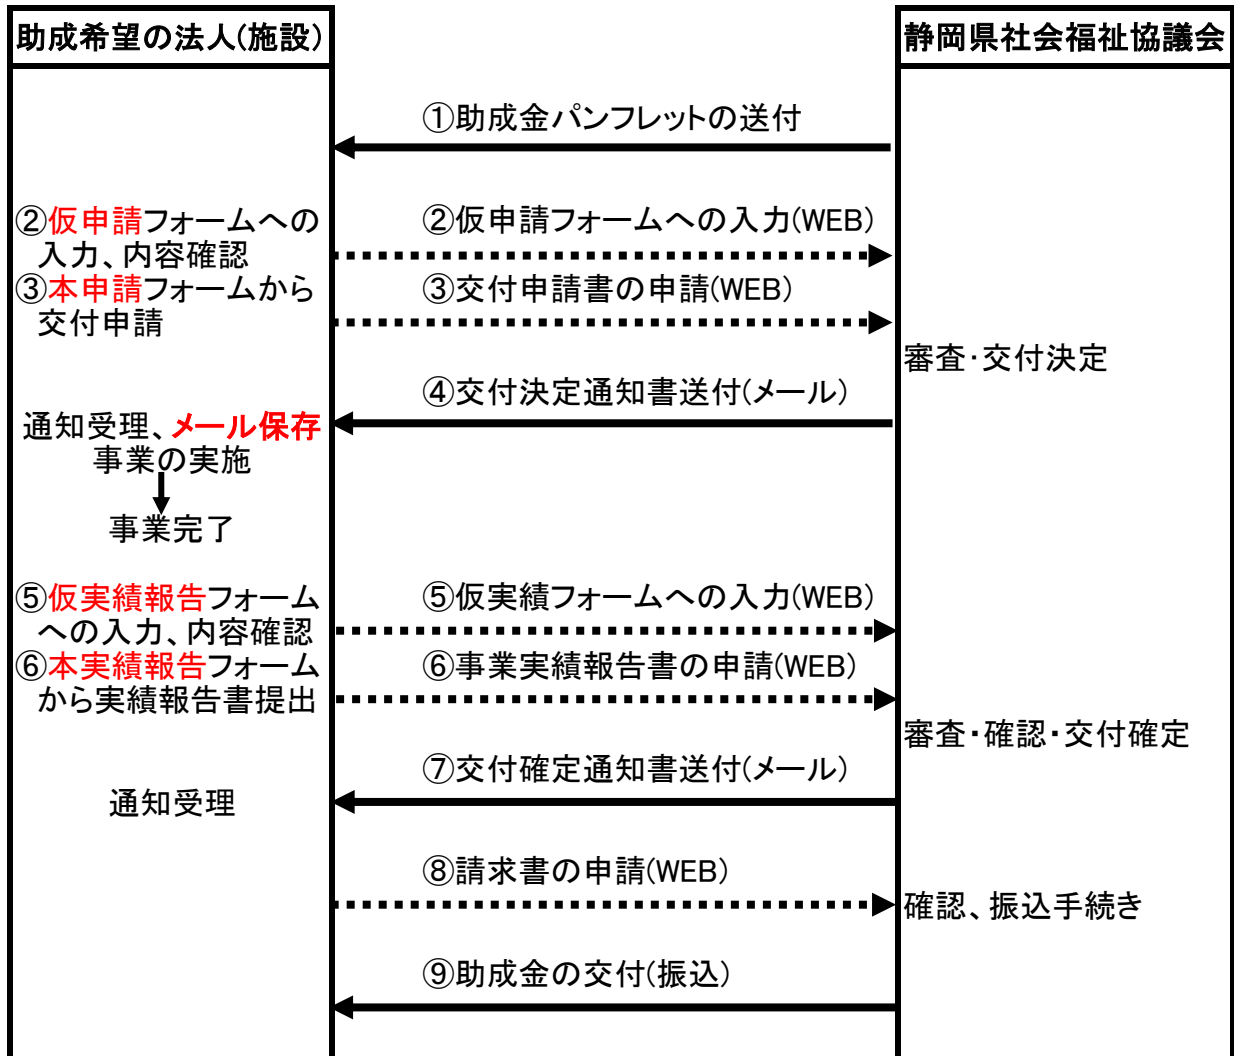 助成希望の法人(施設)
静岡県社会福祉協議会
①助成金パンフレットの送付
②仮申請フォームへの
入力、内容確認
②仮申請フォームへの入力(WEB)
③本申請フォームから
交付申請
③交付申請書の申請(WEB)
審査･交付決定
④交付決定通知書送付(メール)
通知受理、メール保存
事業の実施
事業完了
⑤仮実績報告フォーム
への入力、内容確認
⑤仮実績フォームへの入力(WEB)
⑥本実績報告フォーム
から実績報告書提出
⑥事業実績報告書の申請(WEB)
審査・確認・交付確定
⑦交付確定通知書送付(メール)
通知受理
⑧請求書の申請(WEB)
確認、振込手続き
⑨助成金の交付(振込)